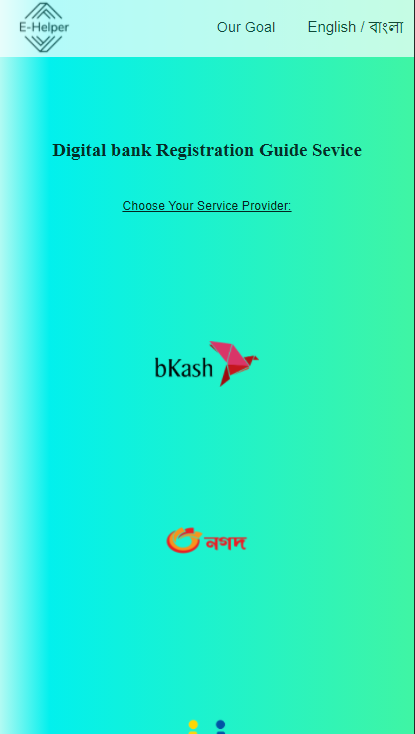 E-Helper
Our Goal
English / বাংলা
Digital bank Registration Guide Sevice
Choose Your Service Provider:
bKash
নগদ